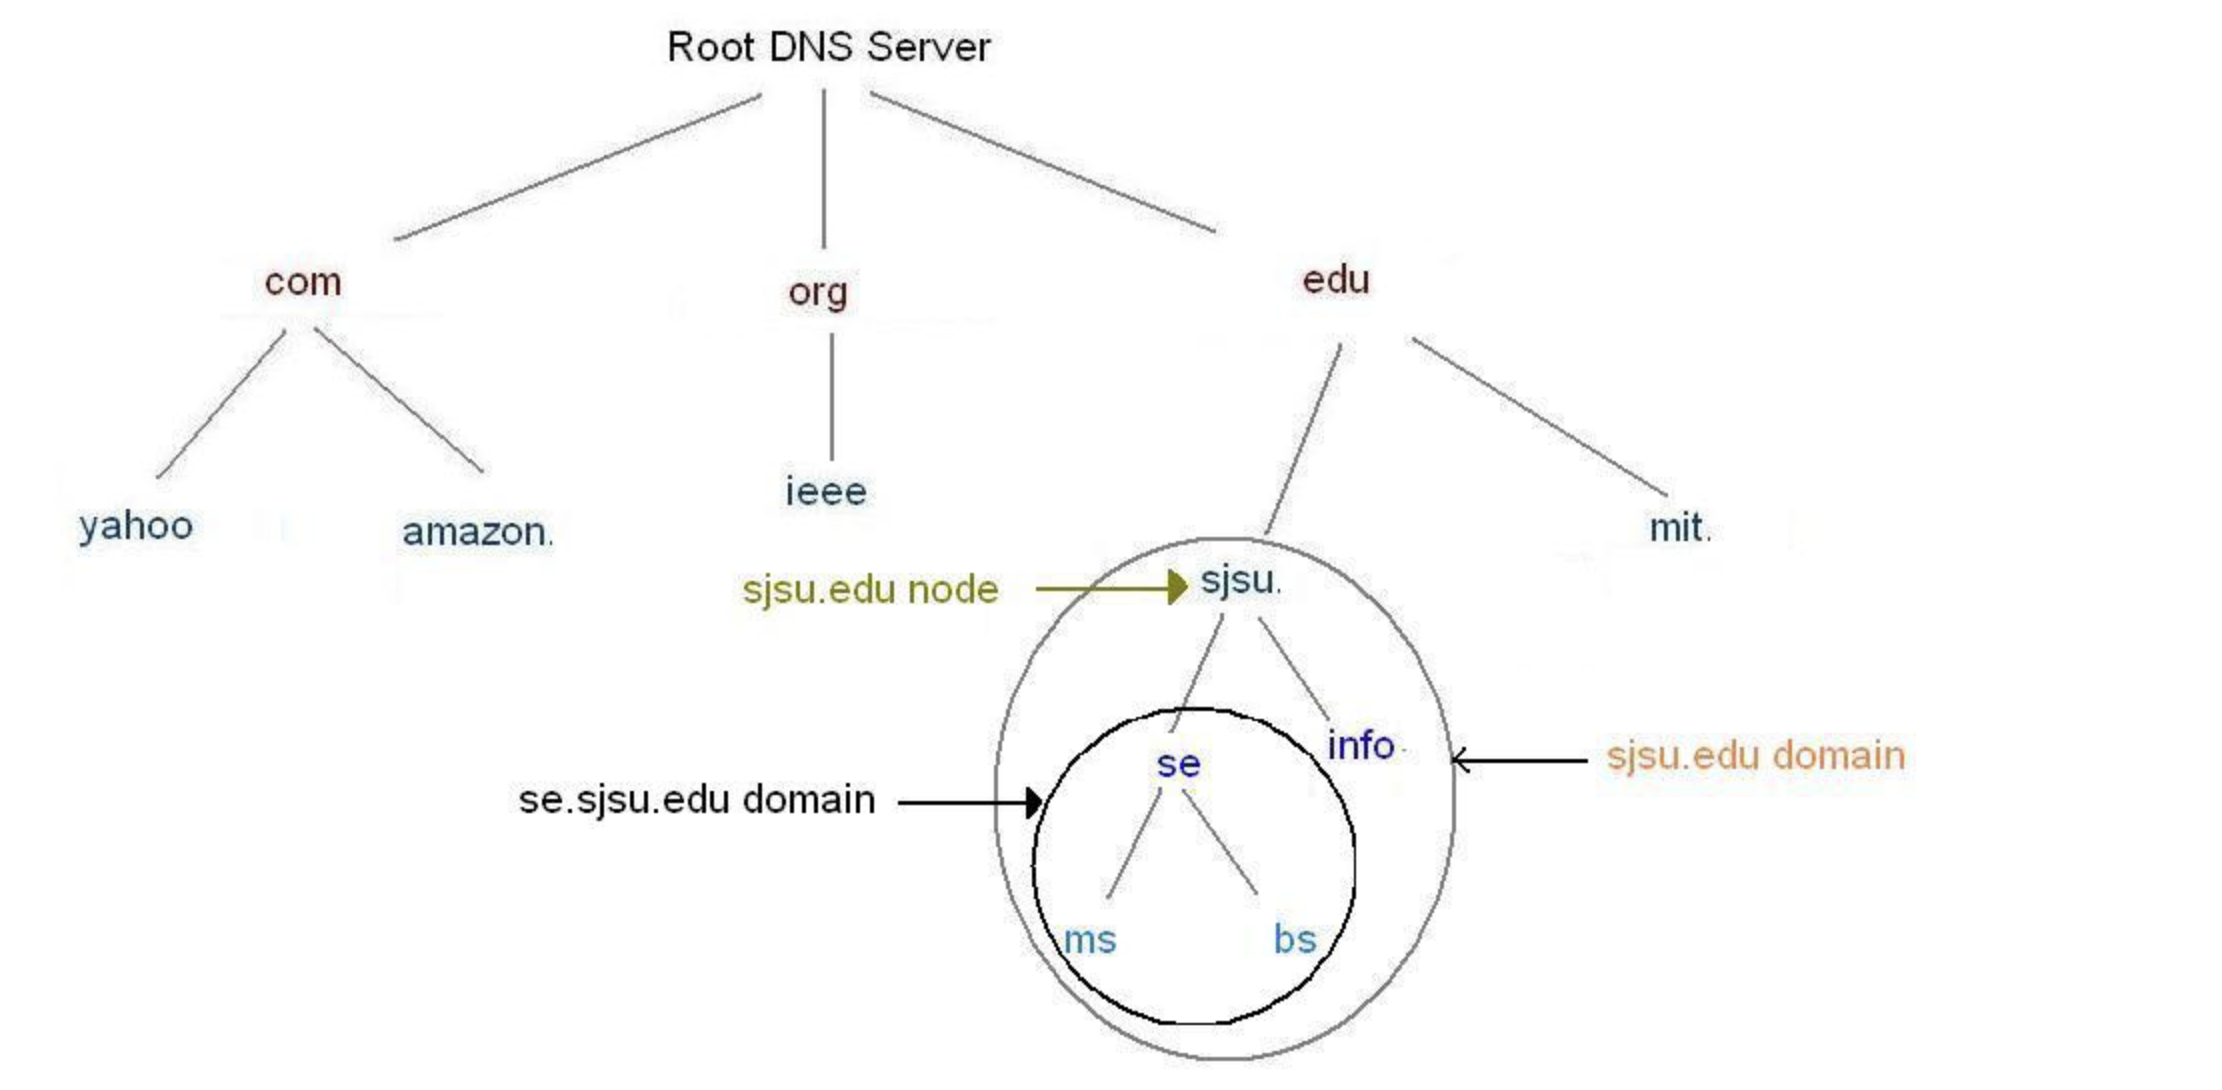 Root DNS Server
com
org
edu
yahoo
amazon.
ieee
mit.
sjsu.edu node
sjsu.
se
info
se.sjsu.edu domain
sjsu.edu domain
ms
bs